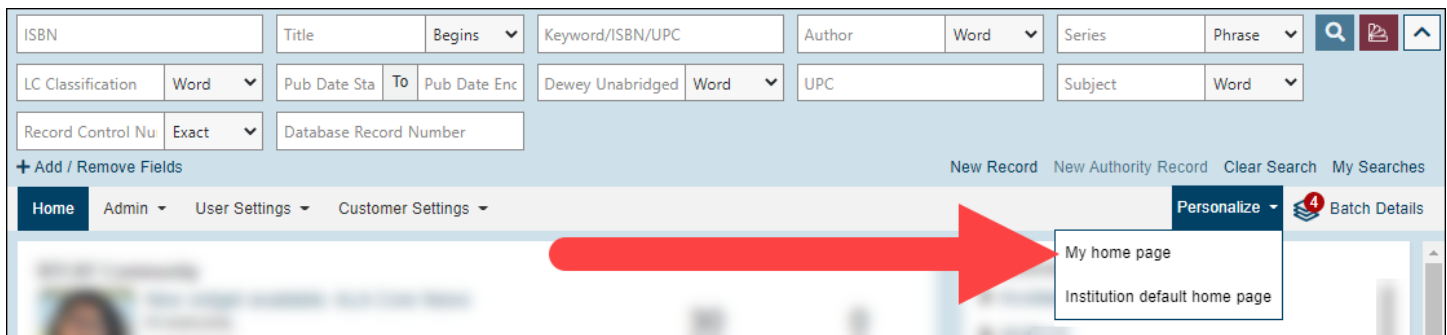 ISBN Title Begins Keyword/ISBN/UPC Author Word Series Phrase
LC Classification Word Pub Date Sta To Pub Date Enc Dewey Unabridged Word UPC Subject Word
Record Control Nu Exact Database Record Number
+ Add / Remove Fields New Record New Authority Record Clear Search My Searches
Home Admin User Settings Customer Settings Personalize 4 Batch Details
My home page
Institution default home page